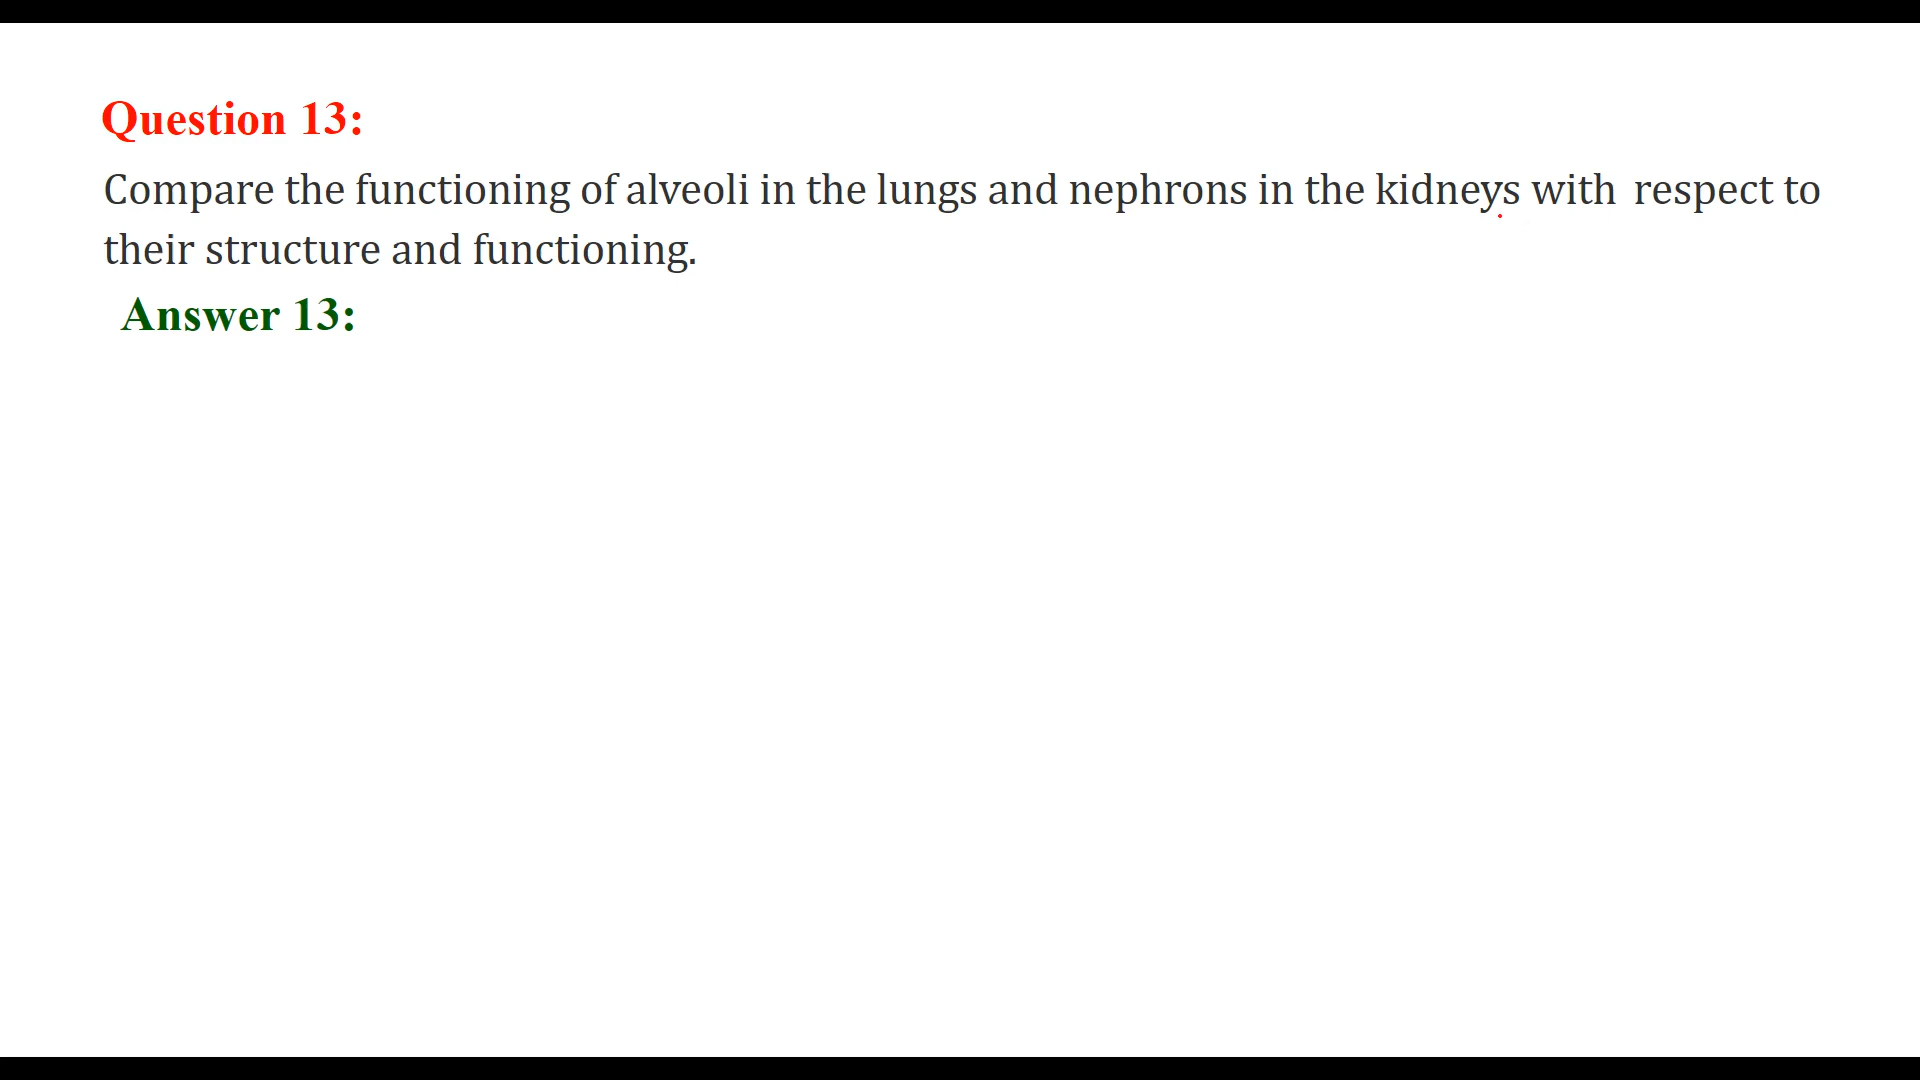 Question 13:
Compare the functioning of alveoli in the lungs and nephrons in the kidneys with respect to
their structure and functioning.
Answer 13: